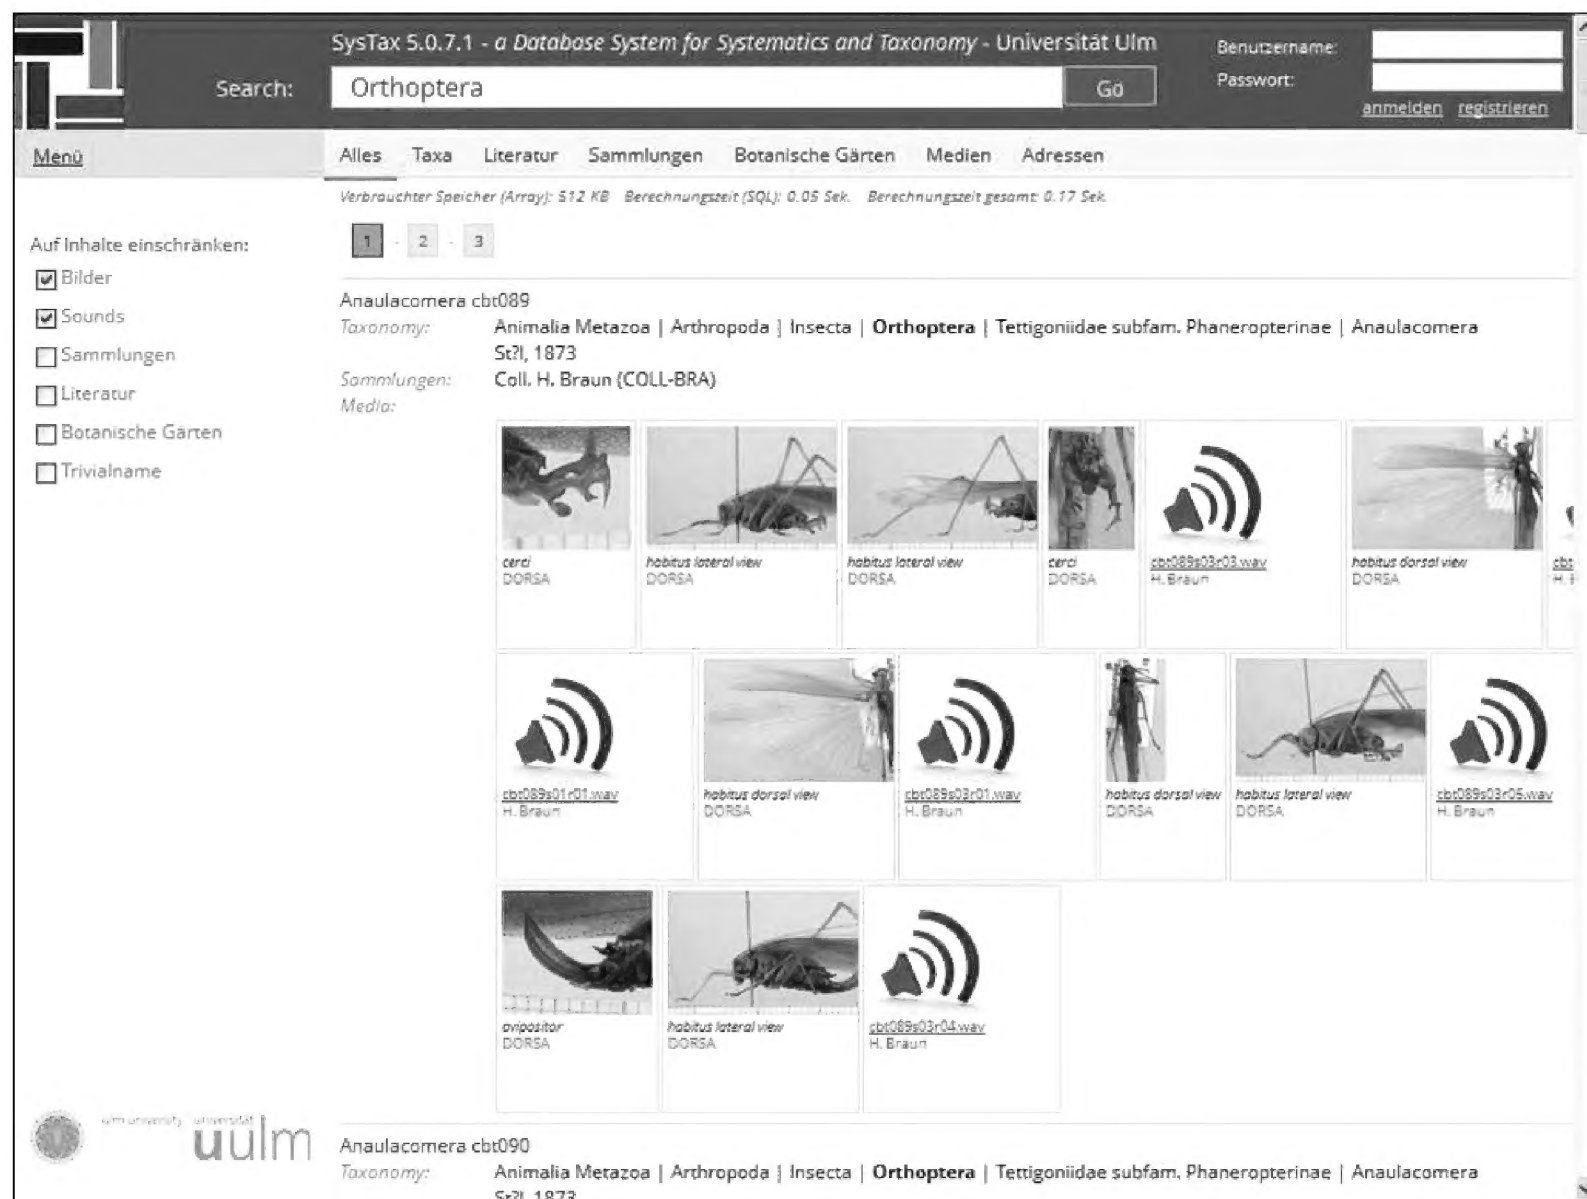 SysTax 5.0.7.1 - a Database System for Systematics and Taxonomy - Universität Ulm
Search: Orthoptera Go
Benutzername:
Passwort:
anmelden registrieren
Menü
Alles Taxa Literatur Sammlungen Botanische Gärten Medien Adressen
Verbrauchter Speicher (Array): 512 KB Berechnungszeit (SQL): 0.05 Sek. Berechnungszeit gesamt: 0.17 Sek.
1 - 2 - 3
Auf Inhalte einschränken:
Bilder
Sounds
Sammlungen
Literatur
Botanische Gärten
Trivialname
Anaulacomera cbt089
Taxonomy: Animalia Metazoa | Arthropoda | Insecta | Orthoptera | Tettigoniidae subfam. Phaneropterinae | Anaulacomera
St?l, 1873
Sammlungen: Coll. H. Braun (COLL-BRA)
Media:
cerci habitus lateral view habitus lateral view cerci cbt089s03r03.wav habitus dorsal view cbt
DORSA DORSA DORSA DORSA H. Braun DORSA H.
cbt089s01r01.wav habitus dorsal view cbt089s03r01.wav habitus dorsal view habitus lateral view cbt089s03r05.wav
H. Braun DORSA H. Braun DORSA DORSA H. Braun
ovipositor habitus lateral view cbt089s03r04.wav
DORSA DORSA H. Braun
ulm university universität
uulm
Anaulacomera cbt090
Taxonomy: Animalia Metazoa | Arthropoda | Insecta | Orthoptera | Tettigoniidae subfam. Phaneropterinae | Anaulacomera
St?l, 1873